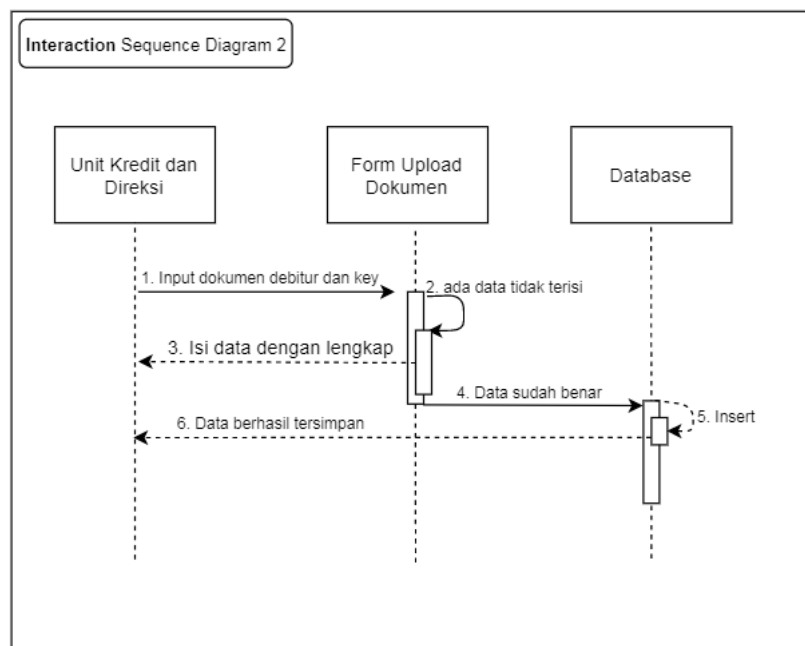 Interaction Sequence Diagram 2
Unit Kredit dan
Direksi
Form Upload
Dokumen
Database
1. Input dokumen debitur dan key
2. ada data tidak terisi
3. Isi data dengan lengkap
4. Data sudah benar
5. Insert
6. Data berhasil tersimpan